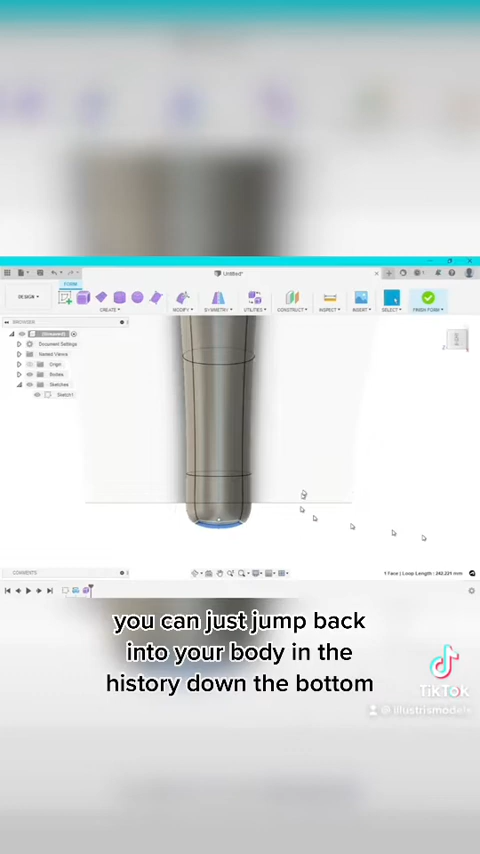 Untitled*
FORM
DESIGN
CREATE
MODIFY
SYMMETRY
UTILITIES
CONSTRUCT
INSPECT
INSERT
SELECT
FINISH FORM
BROWSER
(Unsaved)
Document Settings
Named Views
Origin
Bodies
Sketches
Sketch1
COMMENTS
1 Face | Loop Length : 242.221 mm
you can just jump back
into your body in the
history down the bottom
TikTok
@illustrismodels